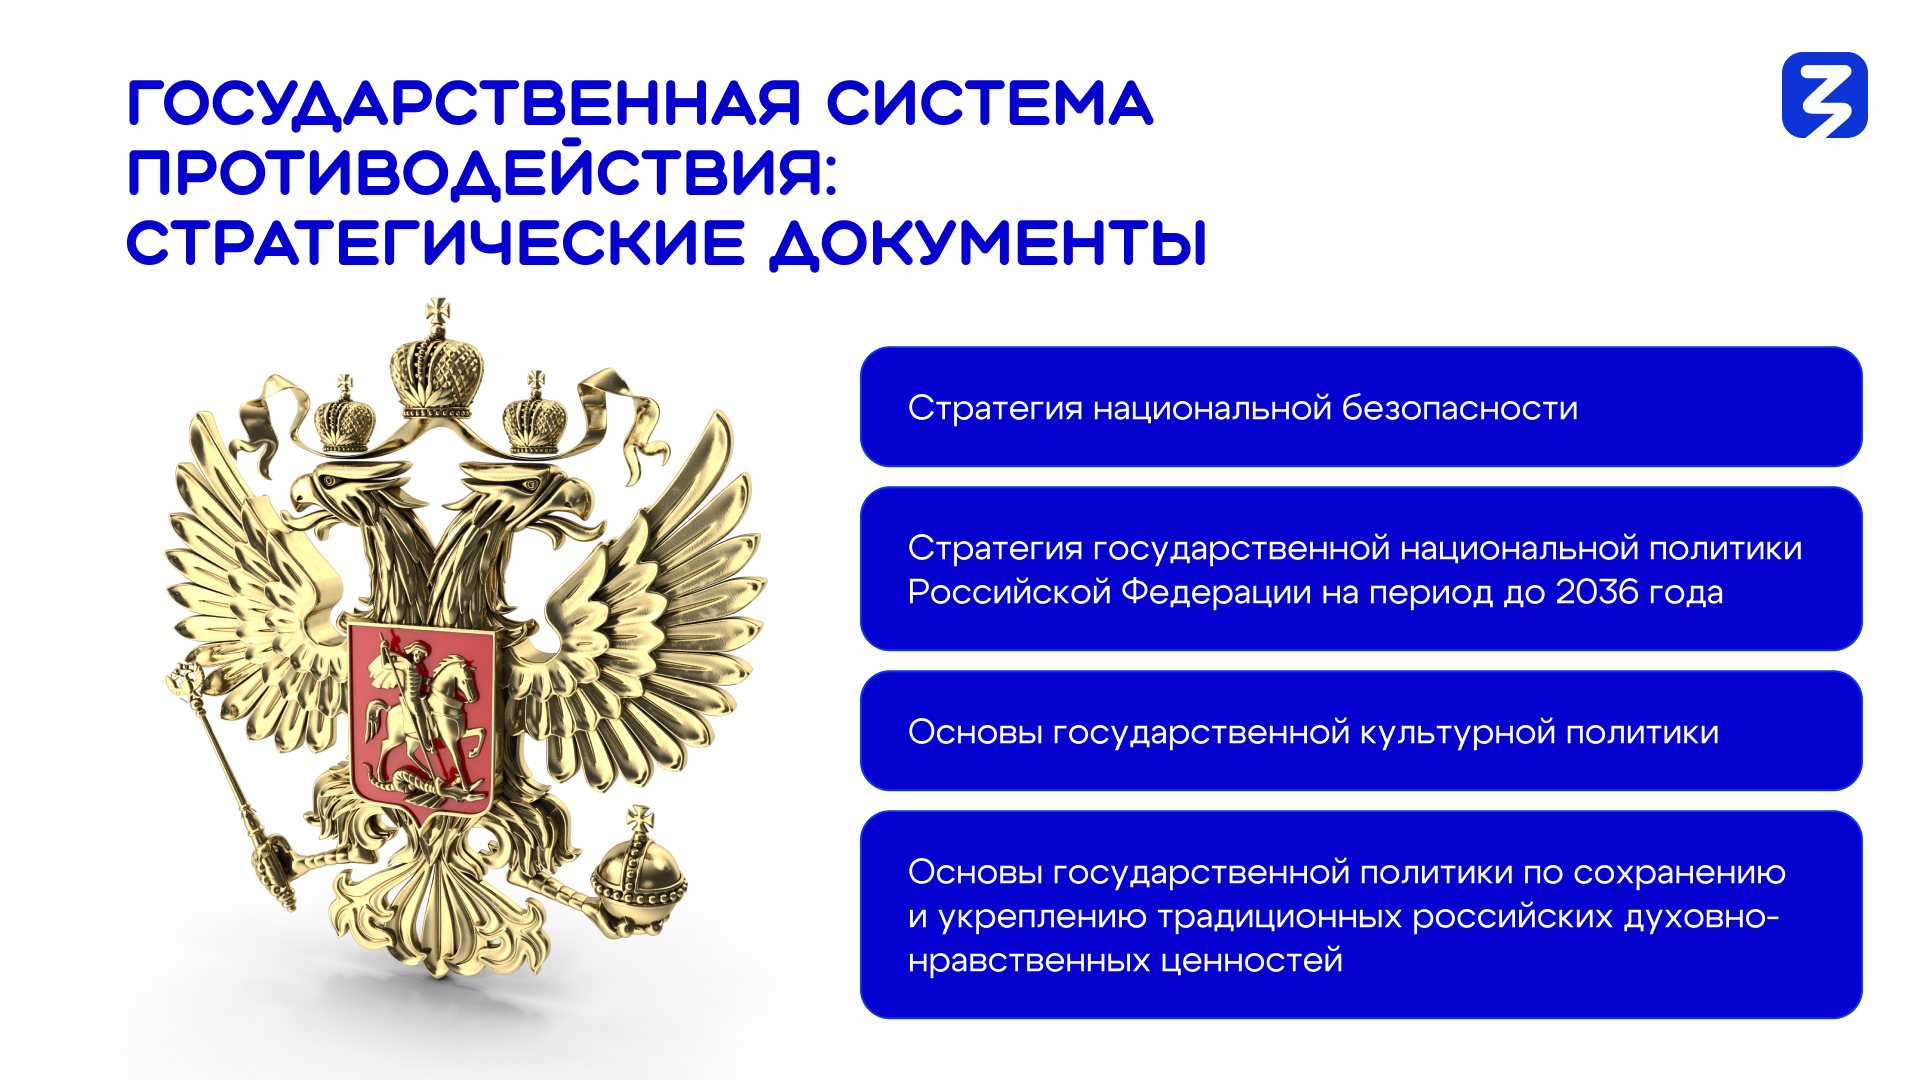 ГОСУДАРСТВЕННАЯ СИСТЕМА
ПРОТИВОДЕЙСТВИЯ:
СТРАТЕГИЧЕСКИЕ ДОКУМЕНТЫ
Стратегия национальной безопасности
Стратегия государственной национальной политики
Российской Федерации на период до 2036 года
Основы государственной культурной политики
Основы государственной политики по сохранению
и укреплению традиционных российских духовно-
нравственных ценностей